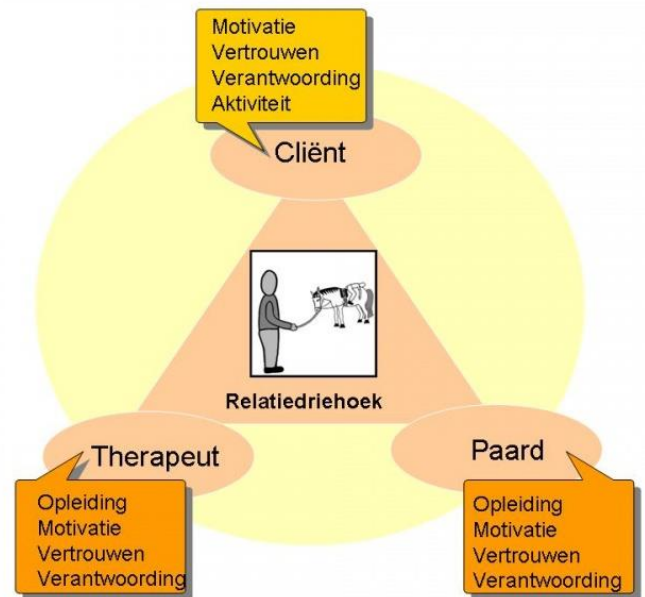 Motivatie
Vertrouwen
Verantwoording
Aktiviteit
Cliënt
Relatiedriehoek
Therapeut
Opleiding
Motivatie
Vertrouwen
Verantwoording
Paard
Opleiding
Motivatie
Vertrouwen
Verantwoording